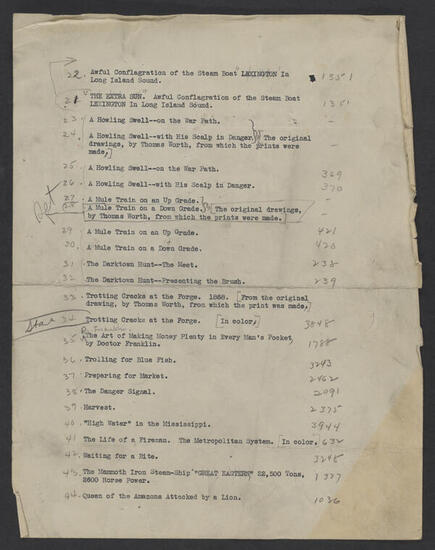 22. Awful Conflagration of the Steam Boat "LEXINGTON In 1351
Long Island Sound.
21 "THE EXTRA SUN". Awful Conflagration of the Steam Boat
LEXINGTON In Long Island Sound. 1351
23. A Howling Swell--on the War Path. -
24. A Howling Swell--with His Scalp in Danger. [The original
drawings, by Thomas Worth, from which the prints were
made,] -
25. A Howling Swell--on the War Path. 369
26. A Howling Swell--with His Scalp in Danger. 370
27 A Mule Train on an Up Grade. -
28 A Mule Train on a Down Grade. [The original drawings,
by Thomas Worth, from which the prints were made.] -
29 A Mule Train on an Up Grade. 421
30. A Mule Train on a Down Grade. 420
31. The Darktown Hunt--The Meet. 238
32 The Darktown Hunt--Presenting the Brush. 239
33. Trotting Cracks at the Forge. 1868. [From the original
drawing, by Thomas Worth, from which the print was made,]
34 Trotting Cracks at the Forge. [In color,] 3848
35 The Art of Making Money Plenty in Every Man's Pocket,
by Doctor Franklin. 1788
36. Trolling for Blue Fish. 3243
37. Preparing for Market. 2462
38. The Danger Signal. 2091
39. Harvest. 2375
40. "High Water" in the Mississippi. 3944
41 The Life of a Fireman. The Metropolitan System. [In color, 632
42. Waiting for a Bite. 3248
43. The Mammoth Iron Steam-Ship "GREAT EASTERN" 22,500 Tons,
2600 Horse Power. 1327
44. Queen of the Amazons Attacked by a Lion. 1036